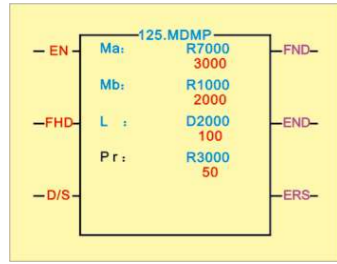 125.MDMP
EN Ma: R7000 FND
3000
Mb: R1000
2000
FHD L : D2000 END
100
Pr: R3000
50
D/S ERS